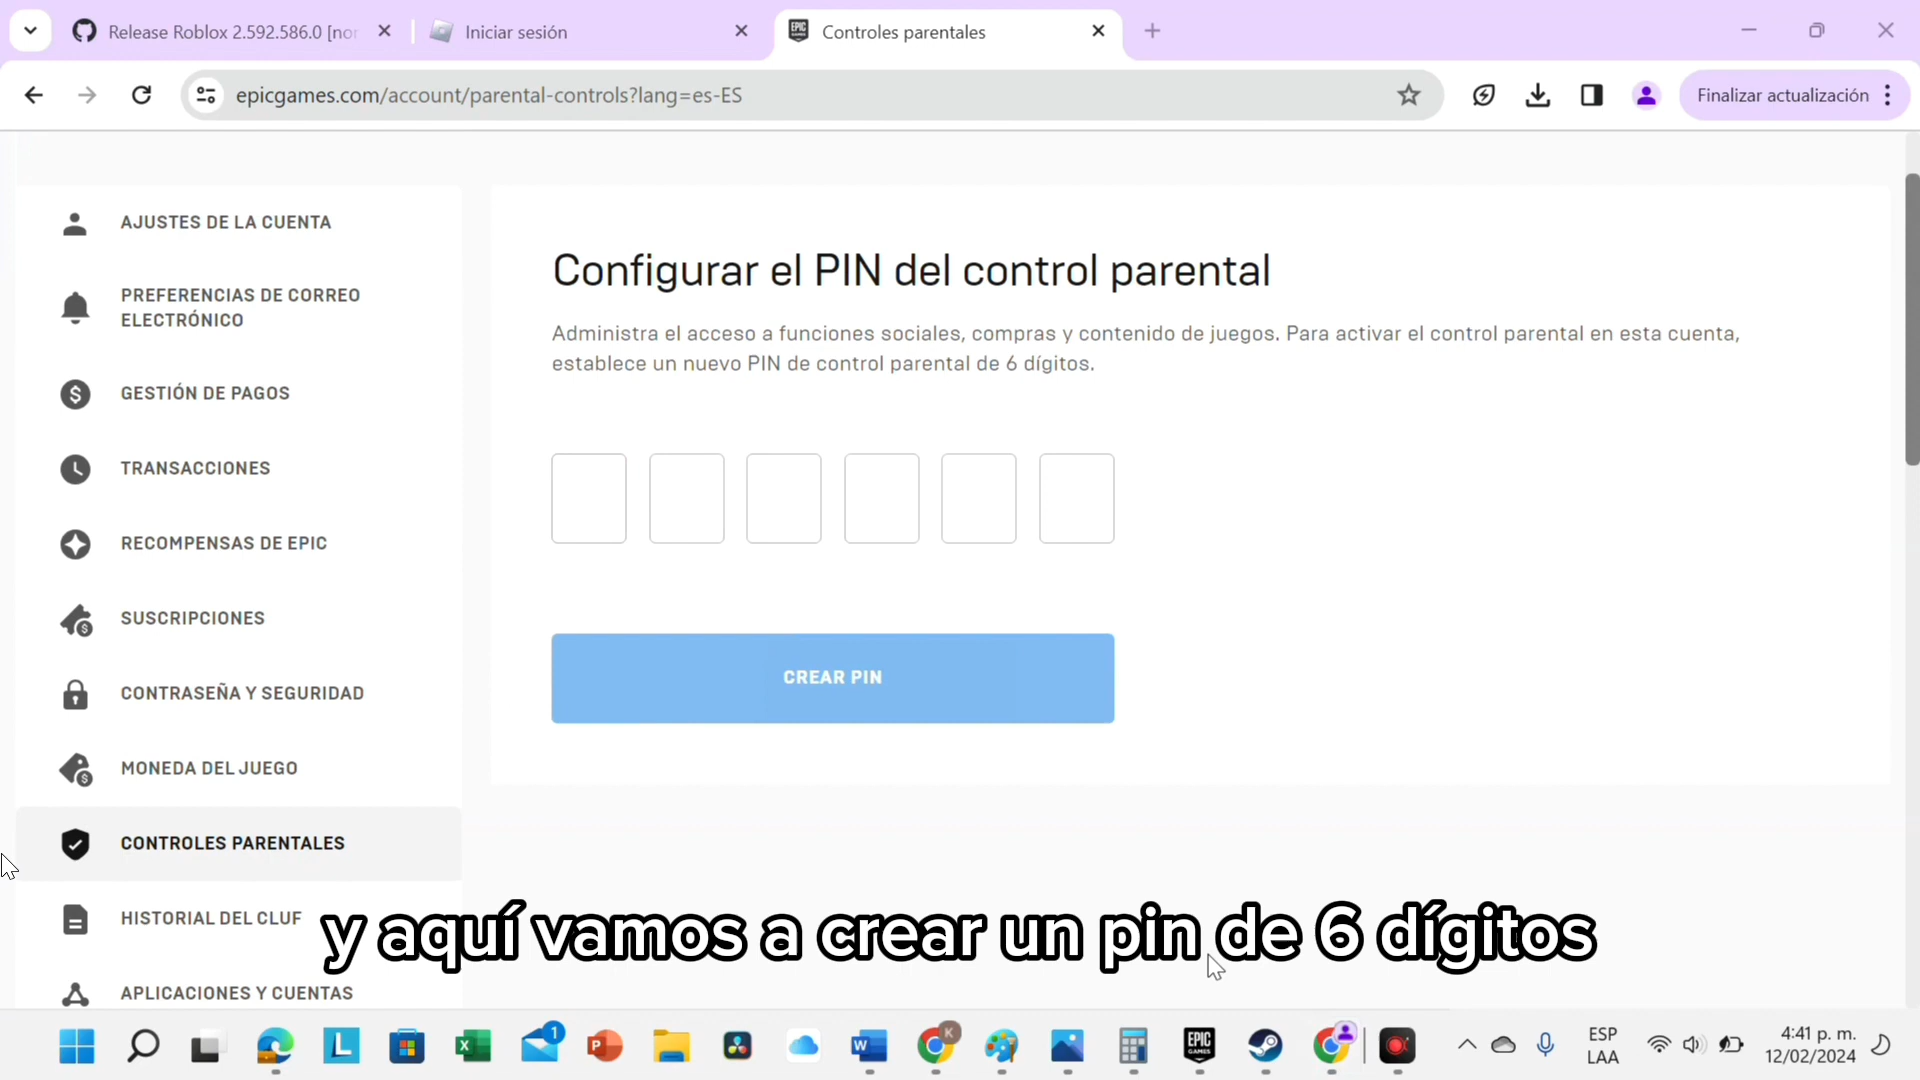 Release Roblox 2.592.586.0 [nor
Iniciar sesión
EPIC GAMES
Controles parentales
epicgames.com/account/parental-controls?lang=es-ES
Finalizar actualización
AJUSTES DE LA CUENTA
PREFERENCIAS DE CORREO
ELECTRÓNICO
GESTIÓN DE PAGOS
TRANSACCIONES
RECOMPENSAS DE EPIC
SUSCRIPCIONES
CONTRASEÑA Y SEGURIDAD
MONEDA DEL JUEGO
CONTROLES PARENTALES
HISTORIAL DEL CLUF
APLICACIONES Y CUENTAS
Configurar el PIN del control parental
Administra el acceso a funciones sociales, compras y contenido de juegos. Para activar el control parental en esta cuenta,
establece un nuevo PIN de control parental de 6 dígitos.
CREAR PIN
y aquí vamos a crear un pin de 6 dígitos
L
X
1
P
W
K
EPIC
GAMES
ESP
LAA
4:41 p. m.
12/02/2024